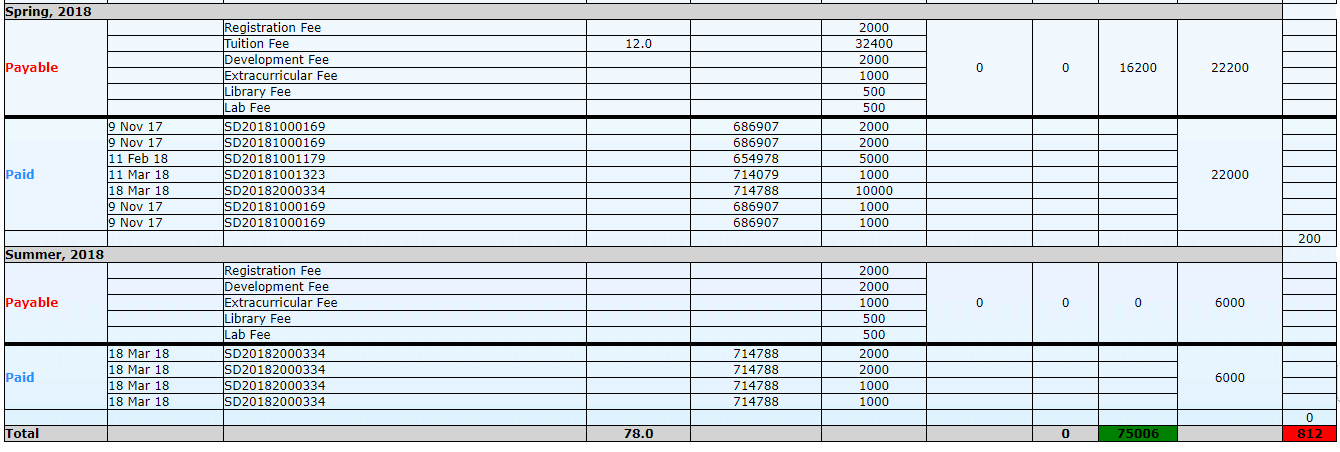 Spring, 2018
Registration Fee 2000
Tuition Fee 12.0 32400
Development Fee 2000
Payable Extracurricular Fee 1000 0 0 16200 22200
Library Fee 500
Lab Fee 500
9 Nov 17 SD20181000169 686907 2000
9 Nov 17 SD20181000169 686907 2000
11 Feb 18 SD20181001179 654978 5000
Paid 11 Mar 18 SD20181001323 714079 1000 22000
18 Mar 18 SD20182000334 714788 10000
9 Nov 17 SD20181000169 686907 1000
9 Nov 17 SD20181000169 686907 1000
200
Summer, 2018
Registration Fee 2000
Development Fee 2000
Payable Extracurricular Fee 1000 0 0 0 6000
Library Fee 500
Lab Fee 500
18 Mar 18 SD20182000334 714788 2000
18 Mar 18 SD20182000334 714788 2000
Paid 6000
18 Mar 18 SD20182000334 714788 1000
18 Mar 18 SD20182000334 714788 1000
0
Total 78.0 0 75006 812